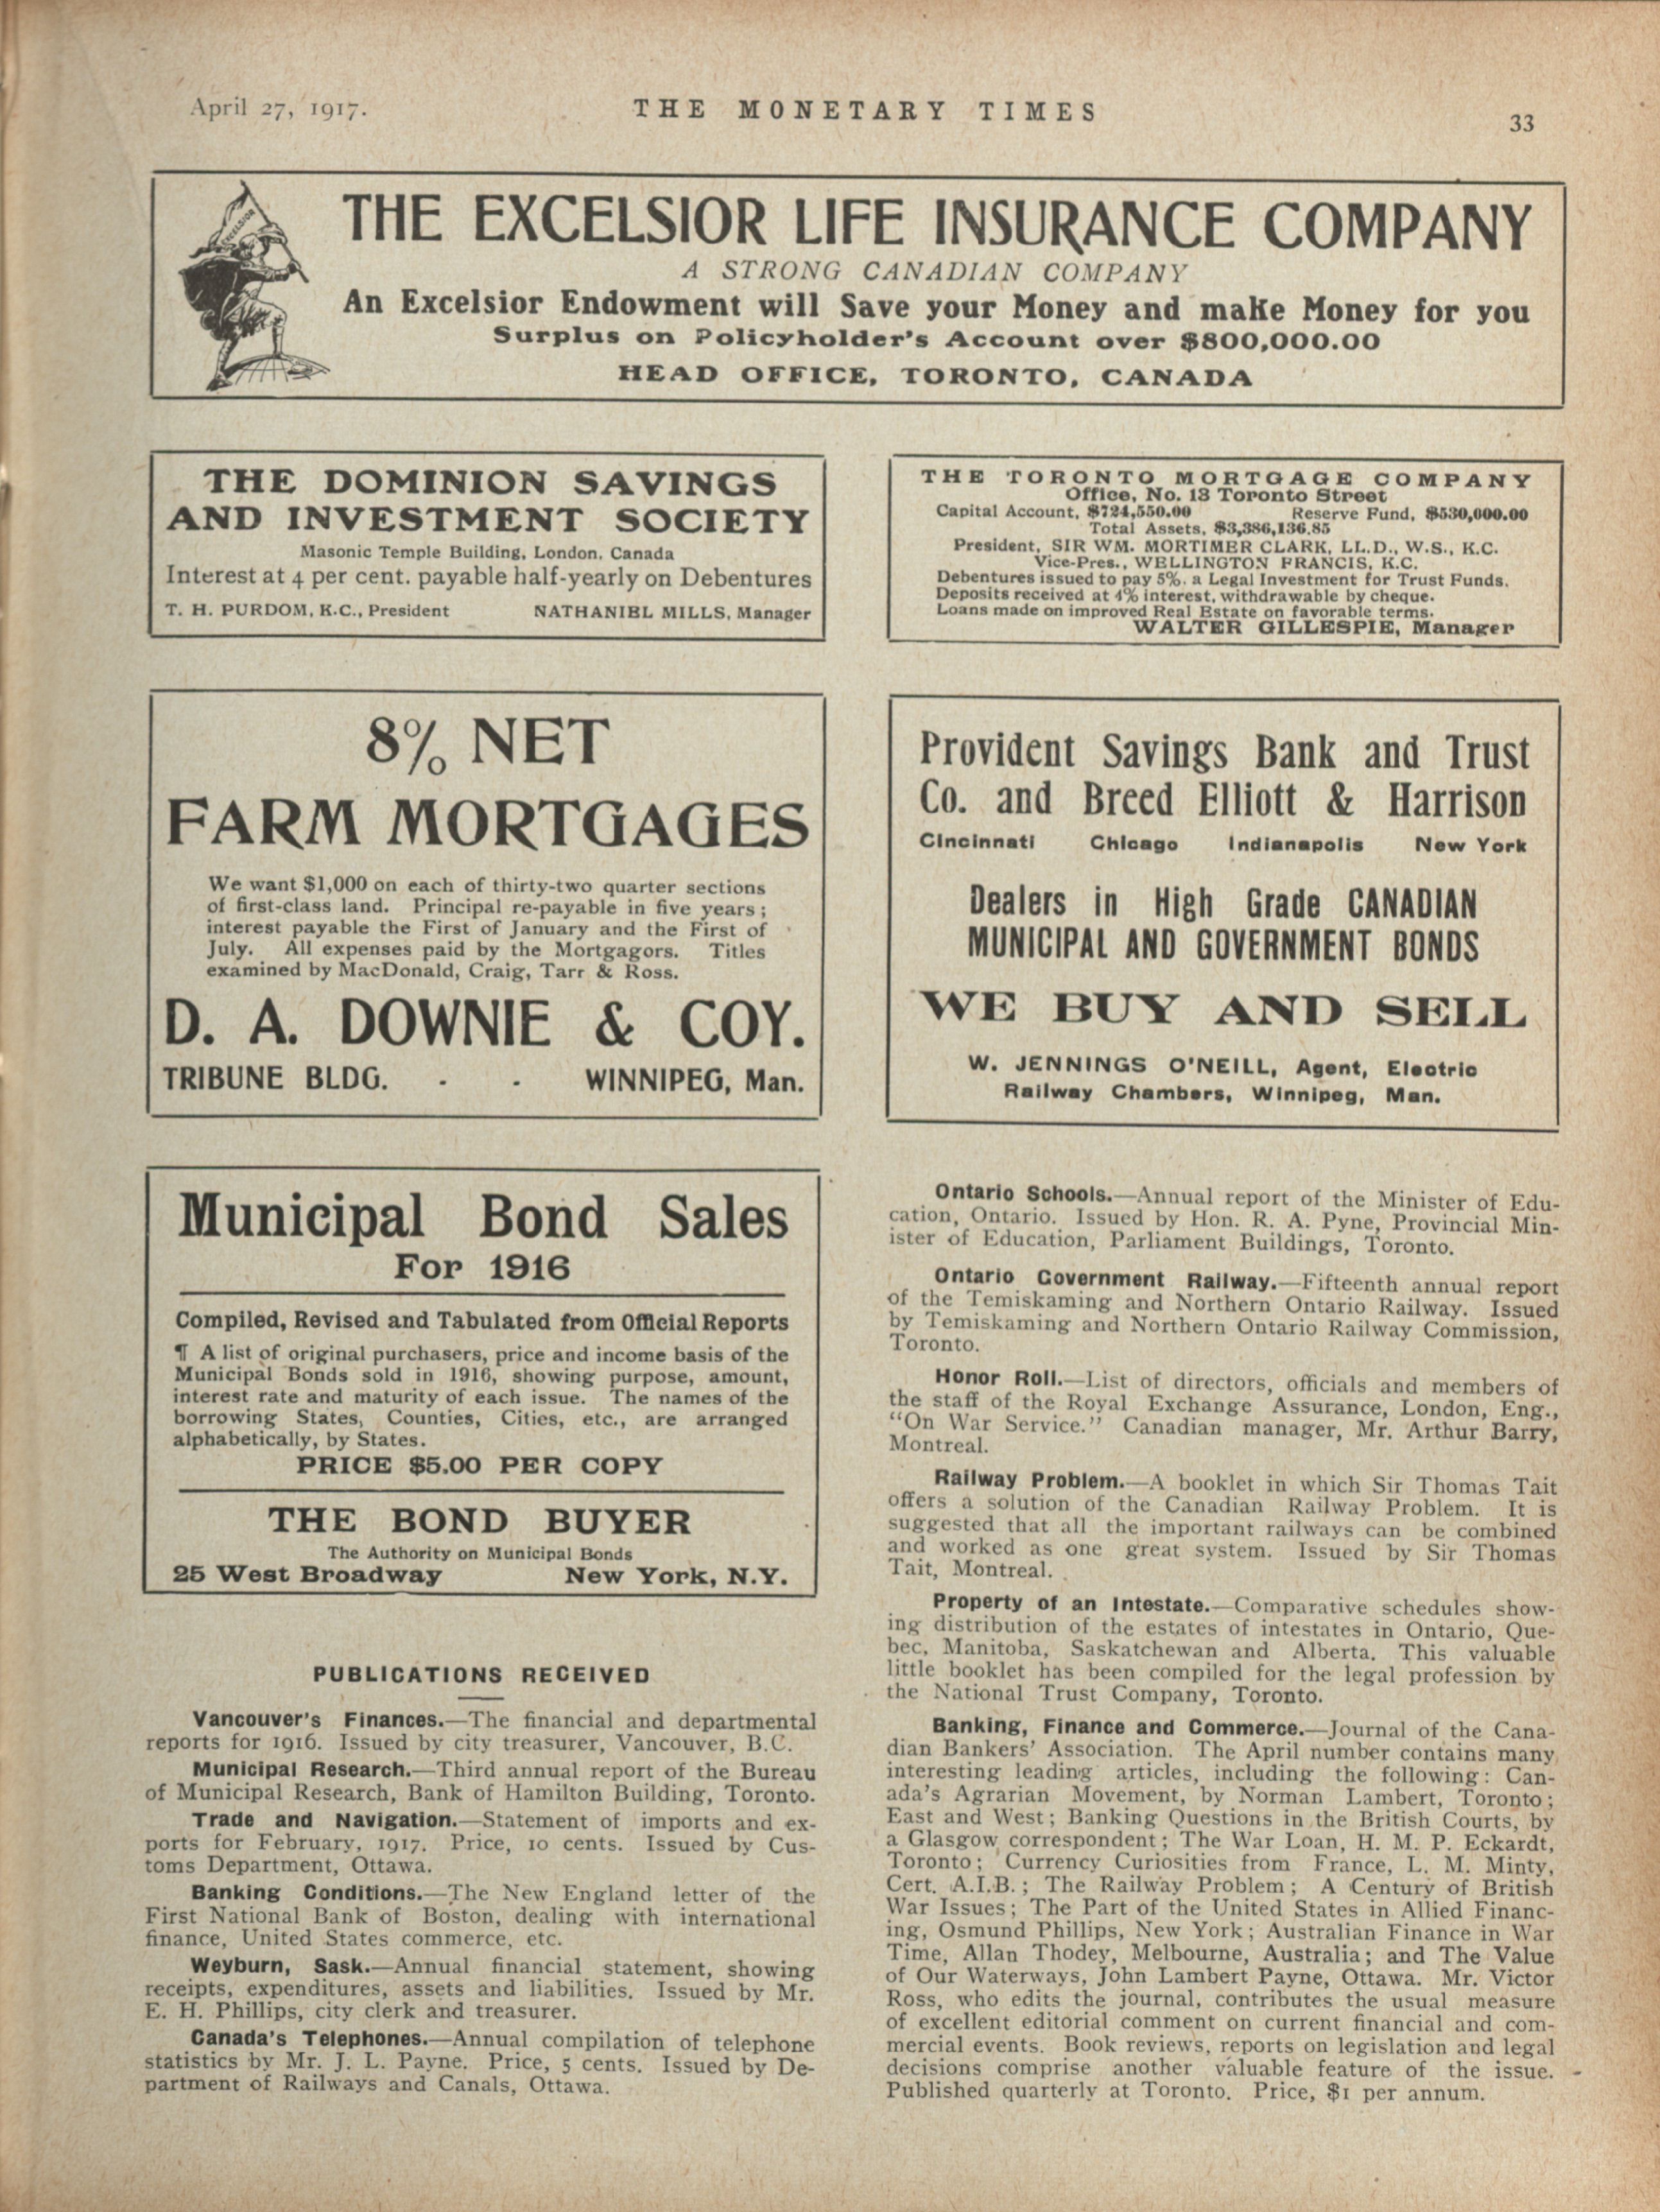 April 27, 1917.
THE MONETARY TIMES
33
EXCELSIOR
THE EXCELSIOR LIFE INSURANCE COMPANY
A STRONG CANADIAN COMPANY
An Excelsior Endowment will Save your Money and make Money for you
Surplus on Policyholder's Account over $800,000.00
HEAD OFFICE, TORONTO, CANADA
THE DOMINION SAVINGS
AND INVESTMENT SOCIETY
Masonic Temple Building, London, Canada
Interest at 4 per cent. payable half-yearly on Debentures
T. H. PURDOM, K.C., President NATHANIEL MILLS, Manager
THE TORONTO MORTGAGE COMPANY
Office, No. 13 Toronto Street
Capital Account, $724,550.00 Reserve Fund, $530,000.00
Total Assets, $3,386,136.85
President, SIR WM. MORTIMER CLARK, LL.D., W.S., K.C.
Vice-Pres., WELLINGTON FRANCIS, K.C.
Debentures issued to pay 5%, a Legal Investment for Trust Funds.
Deposits received at 4% interest, withdrawable by cheque.
Loans made on improved Real Estate on favorable terms.
WALTER GILLESPIE, Manager
8% NET
FARM MORTGAGES
We want $1,000 on each of thirty-two quarter sections
of first-class land. Principal re-payable in five years;
interest payable the First of January and the First of
July. All expenses paid by the Mortgagors. Titles
examined by MacDonald, Craig, Tarr & Ross.
D. A. DOWNIE & COY.
TRIBUNE BLDG. - - WINNIPEG, Man.
Provident Savings Bank and Trust
Co. and Breed Elliott & Harrison
Cincinnati Chicago Indianapolis New York
Dealers in High Grade CANADIAN
MUNICIPAL AND GOVERNMENT BONDS
WE BUY AND SELL
W. JENNINGS O'NEILL, Agent, Electric
Railway Chambers, Winnipeg, Man.
Municipal Bond Sales
For 1916
Compiled, Revised and Tabulated from Official Reports
¶ A list of original purchasers, price and income basis of the
Municipal Bonds sold in 1916, showing purpose, amount,
interest rate and maturity of each issue. The names of the
borrowing States, Counties, Cities, etc., are arranged
alphabetically, by States.
PRICE $5.00 PER COPY
THE BOND BUYER
The Authority on Municipal Bonds
25 West Broadway New York, N.Y.
PUBLICATIONS RECEIVED
Vancouver's Finances.—The financial and departmental
reports for 1916. Issued by city treasurer, Vancouver, B.C.
Municipal Research.—Third annual report of the Bureau
of Municipal Research, Bank of Hamilton Building, Toronto.
Trade and Navigation.—Statement of imports and ex-
ports for February, 1917. Price, 10 cents. Issued by Cus-
toms Department, Ottawa.
Banking Conditions.—The New England letter of the
First National Bank of Boston, dealing with international
finance, United States commerce, etc.
Weyburn, Sask.—Annual financial statement, showing
receipts, expenditures, assets and liabilities. Issued by Mr.
E. H. Phillips, city clerk and treasurer.
Canada's Telephones.—Annual compilation of telephone
statistics by Mr. J. L. Payne. Price, 5 cents. Issued by De-
partment of Railways and Canals, Ottawa.
Ontario Schools.—Annual report of the Minister of Edu-
cation, Ontario. Issued by Hon. R. A. Pyne, Provincial Min-
ister of Education, Parliament Buildings, Toronto.
Ontario Government Railway.—Fifteenth annual report
of the Temiskaming and Northern Ontario Railway. Issued
by Temiskaming and Northern Ontario Railway Commission,
Toronto.
Honor Roll.—List of directors, officials and members of
the staff of the Royal Exchange Assurance, London, Eng.,
"On War Service." Canadian manager, Mr. Arthur Barry,
Montreal.
Railway Problem.—A booklet in which Sir Thomas Tait
offers a solution of the Canadian Railway Problem. It is
suggested that all the important railways can be combined
and worked as one great system. Issued by Sir Thomas
Tait, Montreal.
Property of an Intestate.—Comparative schedules show-
ing distribution of the estates of intestates in Ontario, Que-
bec, Manitoba, Saskatchewan and Alberta. This valuable
little booklet has been compiled for the legal profession by
the National Trust Company, Toronto.
Banking, Finance and Commerce.—Journal of the Cana-
dian Bankers' Association. The April number contains many
interesting leading articles, including the following: Can-
ada's Agrarian Movement, by Norman Lambert, Toronto;
East and West; Banking Questions in the British Courts, by
a Glasgow correspondent; The War Loan, H. M. P. Eckardt,
Toronto; Currency Curiosities from France, L. M. Minty,
Cert. A.I.B.; The Railway Problem; A Century of British
War Issues; The Part of the United States in Allied Financ-
ing, Osmund Phillips, New York; Australian Finance in War
Time, Allan Thodey, Melbourne, Australia; and The Value
of Our Waterways, John Lambert Payne, Ottawa. Mr. Victor
Ross, who edits the journal, contributes the usual measure
of excellent editorial comment on current financial and com-
mercial events. Book reviews, reports on legislation and legal
decisions comprise another valuable feature of the issue.
Published quarterly at Toronto. Price, $1 per annum.